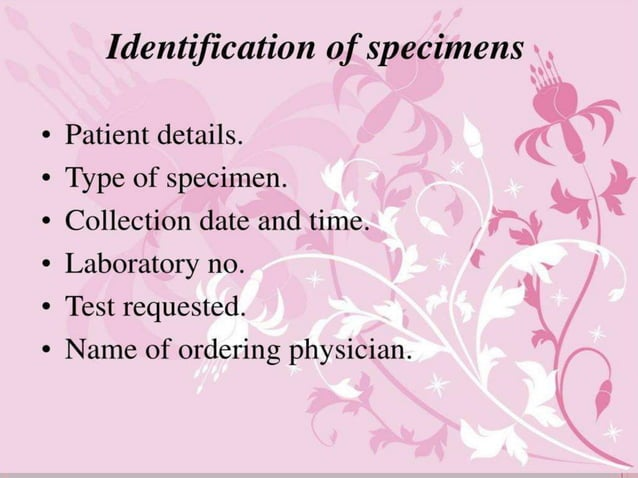 Identification of specimens
• Patient details.
• Type of specimen.
• Collection date and time.
• Laboratory no.
• Test requested.
• Name of ordering physician.